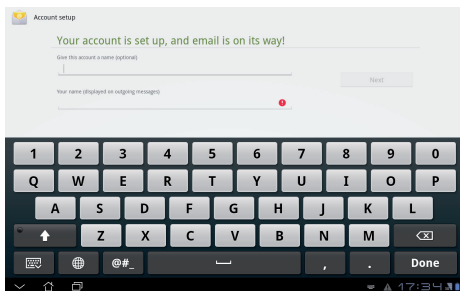 Account setup
Your account is set up, and email is on its way!
Give this account a name (optional)
Next
Your name (displayed on outgoing messages)
1 2 3 4 5 6 7 8 9 0
Q W E R T Y U I O P
A S D F G H J K L
Z X C V B N M
@#_ , . Done
17:34